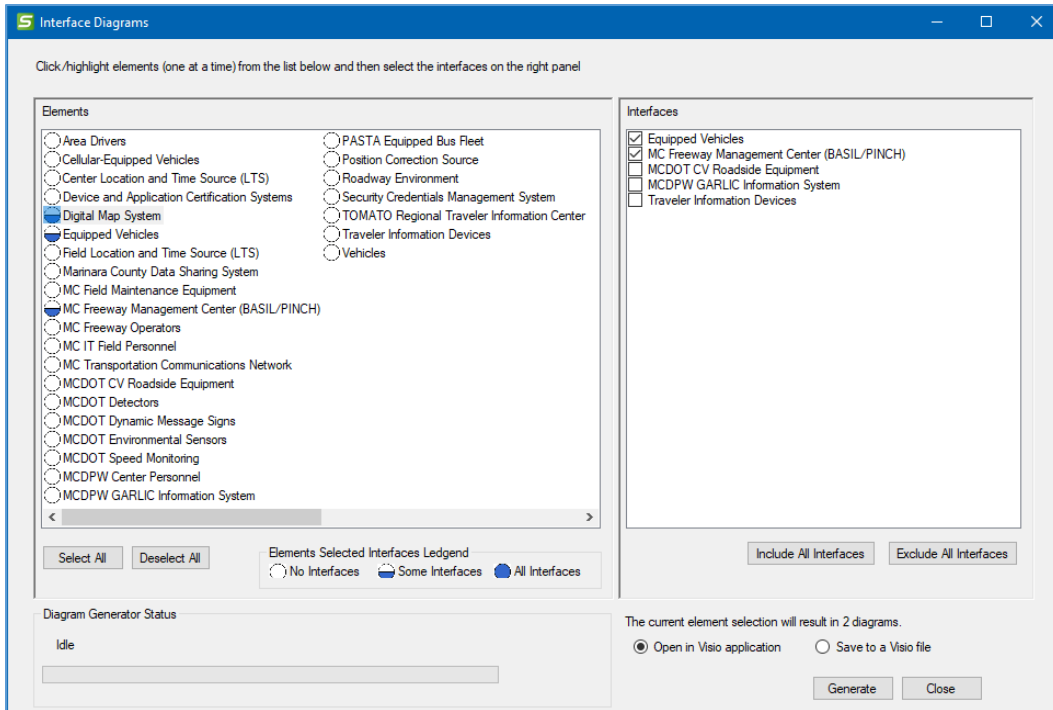 Interface Diagrams
Click/highlight elements (one at a time) from the list below and then select the interfaces on the right panel
Elements
Area Drivers
Cellular-Equipped Vehicles
Center Location and Time Source (LTS)
Device and Application Certification Systems
Digital Map System
Equipped Vehicles
Field Location and Time Source (LTS)
Marinara County Data Sharing System
MC Field Maintenance Equipment
MC Freeway Management Center (BASIL/PINCH)
MC Freeway Operators
MC IT Field Personnel
MC Transportation Communications Network
MCDOT CV Roadside Equipment
MCDOT Detectors
MCDOT Dynamic Message Signs
MCDOT Environmental Sensors
MCDOT Speed Monitoring
MCDPW Center Personnel
MCDPW GARLIC Information System
PASTA Equipped Bus Fleet
Position Correction Source
Roadway Environment
Security Credentials Management System
TOMATO Regional Traveler Information Center
Traveler Information Devices
Vehicles
Select All
Deselect All
Elements Selected Interfaces Ledgend
No Interfaces
Some Interfaces
All Interfaces
Interfaces
Equipped Vehicles
MC Freeway Management Center (BASIL/PINCH)
MCDOT CV Roadside Equipment
MCDPW GARLIC Information System
Traveler Information Devices
Include All Interfaces
Exclude All Interfaces
Diagram Generator Status
Idle
The current element selection will result in 2 diagrams.
Open in Visio application
Save to a Visio file
Generate
Close